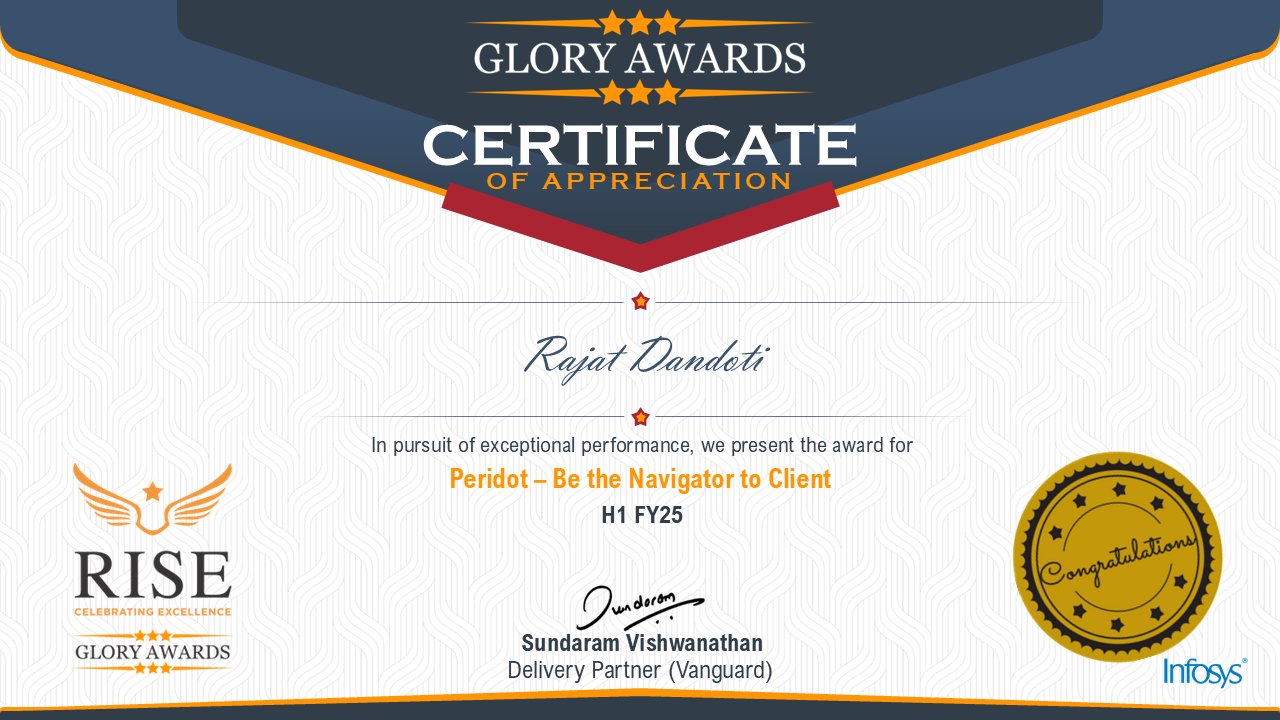 GLORY AWARDS
CERTIFICATE
OF APPRECIATION
Rajat Dandoti
In pursuit of exceptional performance, we present the award for
Peridot – Be the Navigator to Client
H1 FY25
RISE
CELEBRATING EXCELLENCE
GLORY AWARDS
Sundaram
Sundaram Vishwanathan
Delivery Partner (Vanguard)
Congratulations
Infosys®